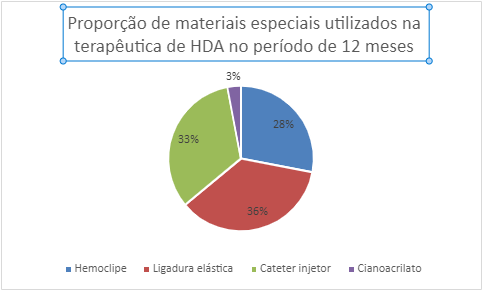 Proporção de materiais especiais utilizados na
terapêutica de HDA no período de 12 meses
3%
28%
33%
36%
Hemoclipe Ligadura elástica Cateter injetor Cianoacrilato